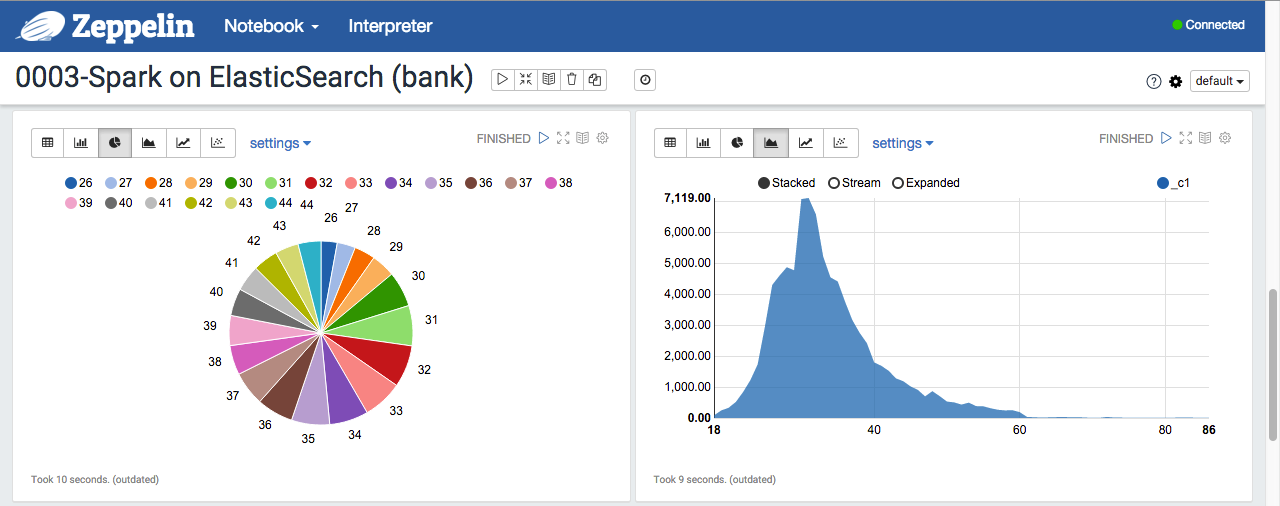 Zeppelin Notebook Interpreter Connected
0003-Spark on ElasticSearch (bank) default
settings FINISHED
26 27 28 29 30 31 32 33 34 35 36 37 38
39 40 41 42 43 44
44 26 27
43 28
42 29
41 30
40 31
39 32
38 33
37 34
36 35
Took 10 seconds. (outdated)
settings FINISHED
Stacked Stream Expanded _c1
7,119.00
6,000.00
5,000.00
4,000.00
3,000.00
2,000.00
1,000.00
0.00
18 40 60 80 86
Took 9 seconds. (outdated)